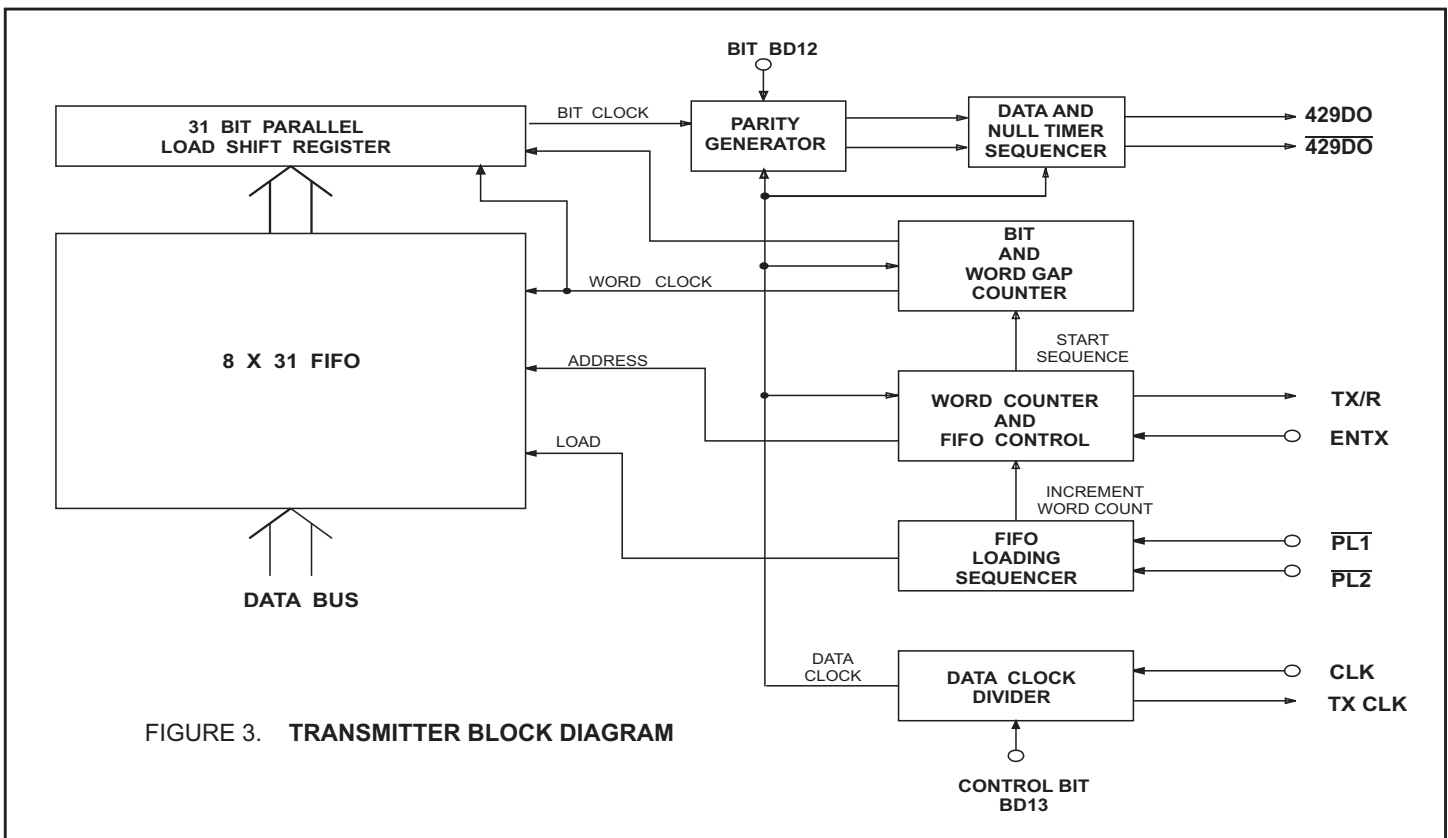 BIT BD12
31 BIT PARALLEL
LOAD SHIFT REGISTER
BIT CLOCK
PARITY
GENERATOR
DATA AND
NULL TIMER
SEQUENCER
429DO
429DO
BIT
AND
WORD GAP
COUNTER
WORD CLOCK
8 X 31 FIFO
START
SEQUENCE
ADDRESS
WORD COUNTER
AND
FIFO CONTROL
TX/R
ENTX
LOAD
INCREMENT
WORD COUNT
FIFO
LOADING
SEQUENCER
PL1
PL2
DATA BUS
DATA
CLOCK
DATA CLOCK
DIVIDER
CLK
TX CLK
FIGURE 3. TRANSMITTER BLOCK DIAGRAM
CONTROL BIT
BD13